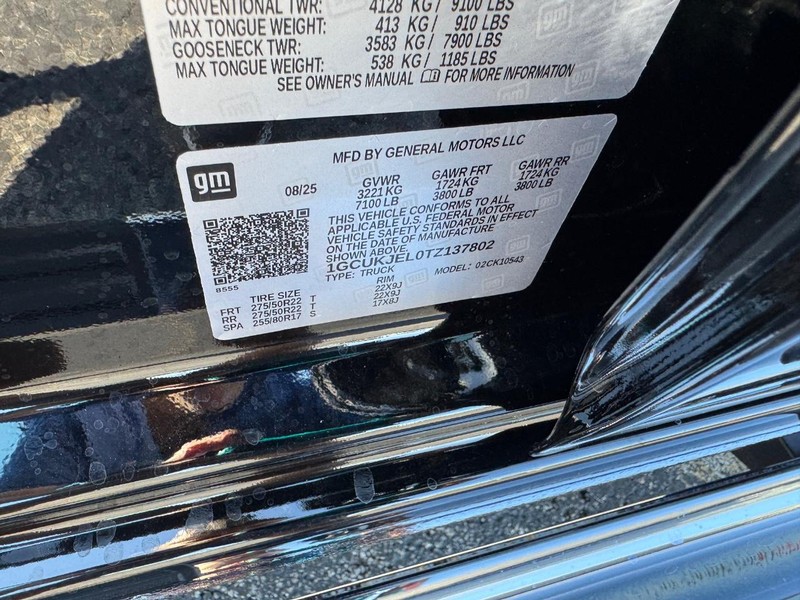 CONVENTIONAL TWR: 4128 KG / 9100 LBS
MAX TONGUE WEIGHT: 413 KG / 910 LBS
GOOSENECK TWR: 3583 KG / 7900 LBS
MAX TONGUE WEIGHT: 538 KG / 1185 LBS
SEE OWNER'S MANUAL FOR MORE INFORMATION
gm
MFD BY GENERAL MOTORS LLC
08/25 GVWR GAWR FRT GAWR RR
3221 KG 1724 KG 1724 KG
7100 LB 3800 LB 3800 LB
THIS VEHICLE CONFORMS TO ALL
APPLICABLE U.S. FEDERAL MOTOR
VEHICLE SAFETY STANDARDS IN EFFECT
ON THE DATE OF MANUFACTURE
SHOWN ABOVE.
1GCUKJEL0TZ137802
TYPE: TRUCK MODEL: 02CK10543
8555
TIRE SIZE RIM
FRT 275/50R22 T 22X9J
RR 275/50R22 T 22X9J
SPA 255/80R17 S 17X8J